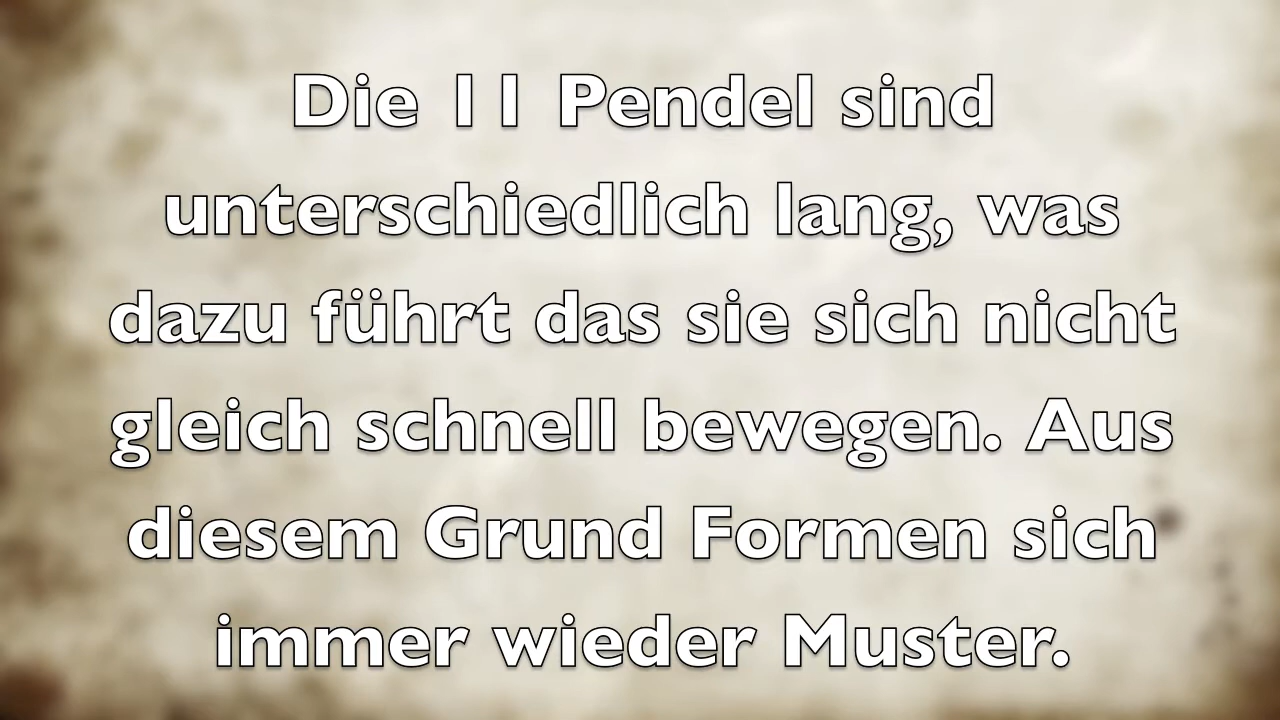 Die 11 Pendel sind
unterschiedlich lang, was
dazu führt das sie sich nicht
gleich schnell bewegen. Aus
diesem Grund Formen sich
immer wieder Muster.